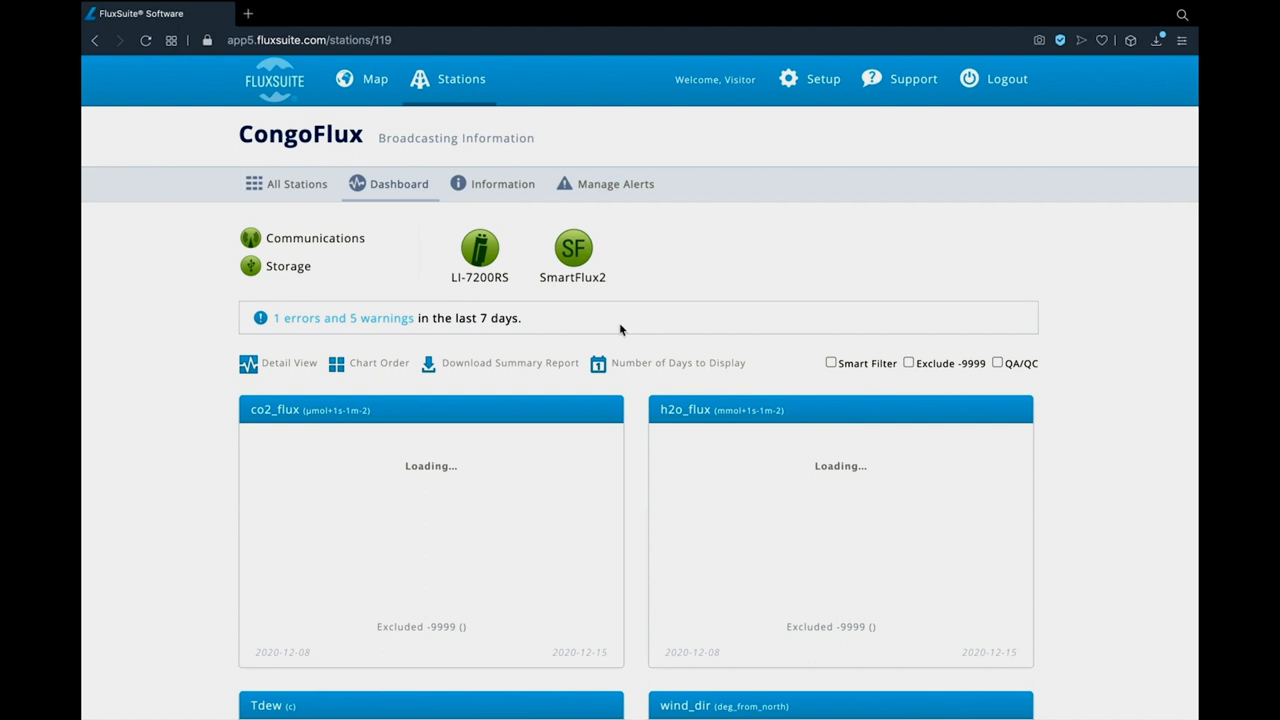 FluxSuite® Software
app5.fluxsuite.com/stations/119
FLUXSUITE Map Stations Welcome, Visitor Setup Support Logout
CongoFlux Broadcasting Information
All Stations Dashboard Information Manage Alerts
Communications
Storage
LI-7200RS SF SmartFlux2
1 errors and 5 warnings in the last 7 days.
Detail View Chart Order Download Summary Report 1 Number of Days to Display Smart Filter Exclude -9999 QA/QC
co2_flux (µmol+1s-1m-2) h2o_flux (mmol+1s-1m-2)
Loading... Loading...
Excluded -9999 () Excluded -9999 ()
2020-12-08 2020-12-15 2020-12-08 2020-12-15
Tdew (c) wind_dir (deg_from_north)